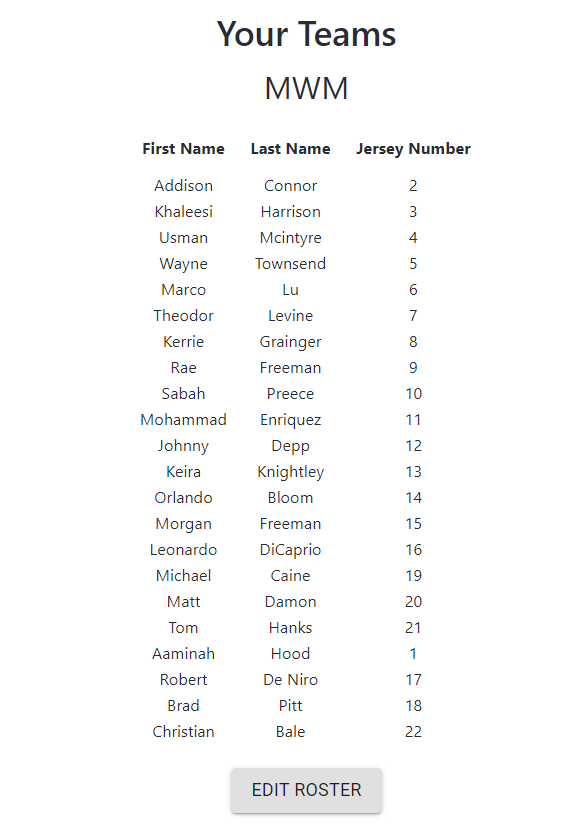 Your Teams
MWM
First Name Last Name Jersey Number
Addison Connor 2
Khaleesi Harrison 3
Usman Mcintyre 4
Wayne Townsend 5
Marco Lu 6
Theodor Levine 7
Kerrie Grainger 8
Rae Freeman 9
Sabah Preece 10
Mohammad Enriquez 11
Johnny Depp 12
Keira Knightley 13
Orlando Bloom 14
Morgan Freeman 15
Leonardo DiCaprio 16
Michael Caine 19
Matt Damon 20
Tom Hanks 21
Aaminah Hood 1
Robert De Niro 17
Brad Pitt 18
Christian Bale 22
EDIT ROSTER